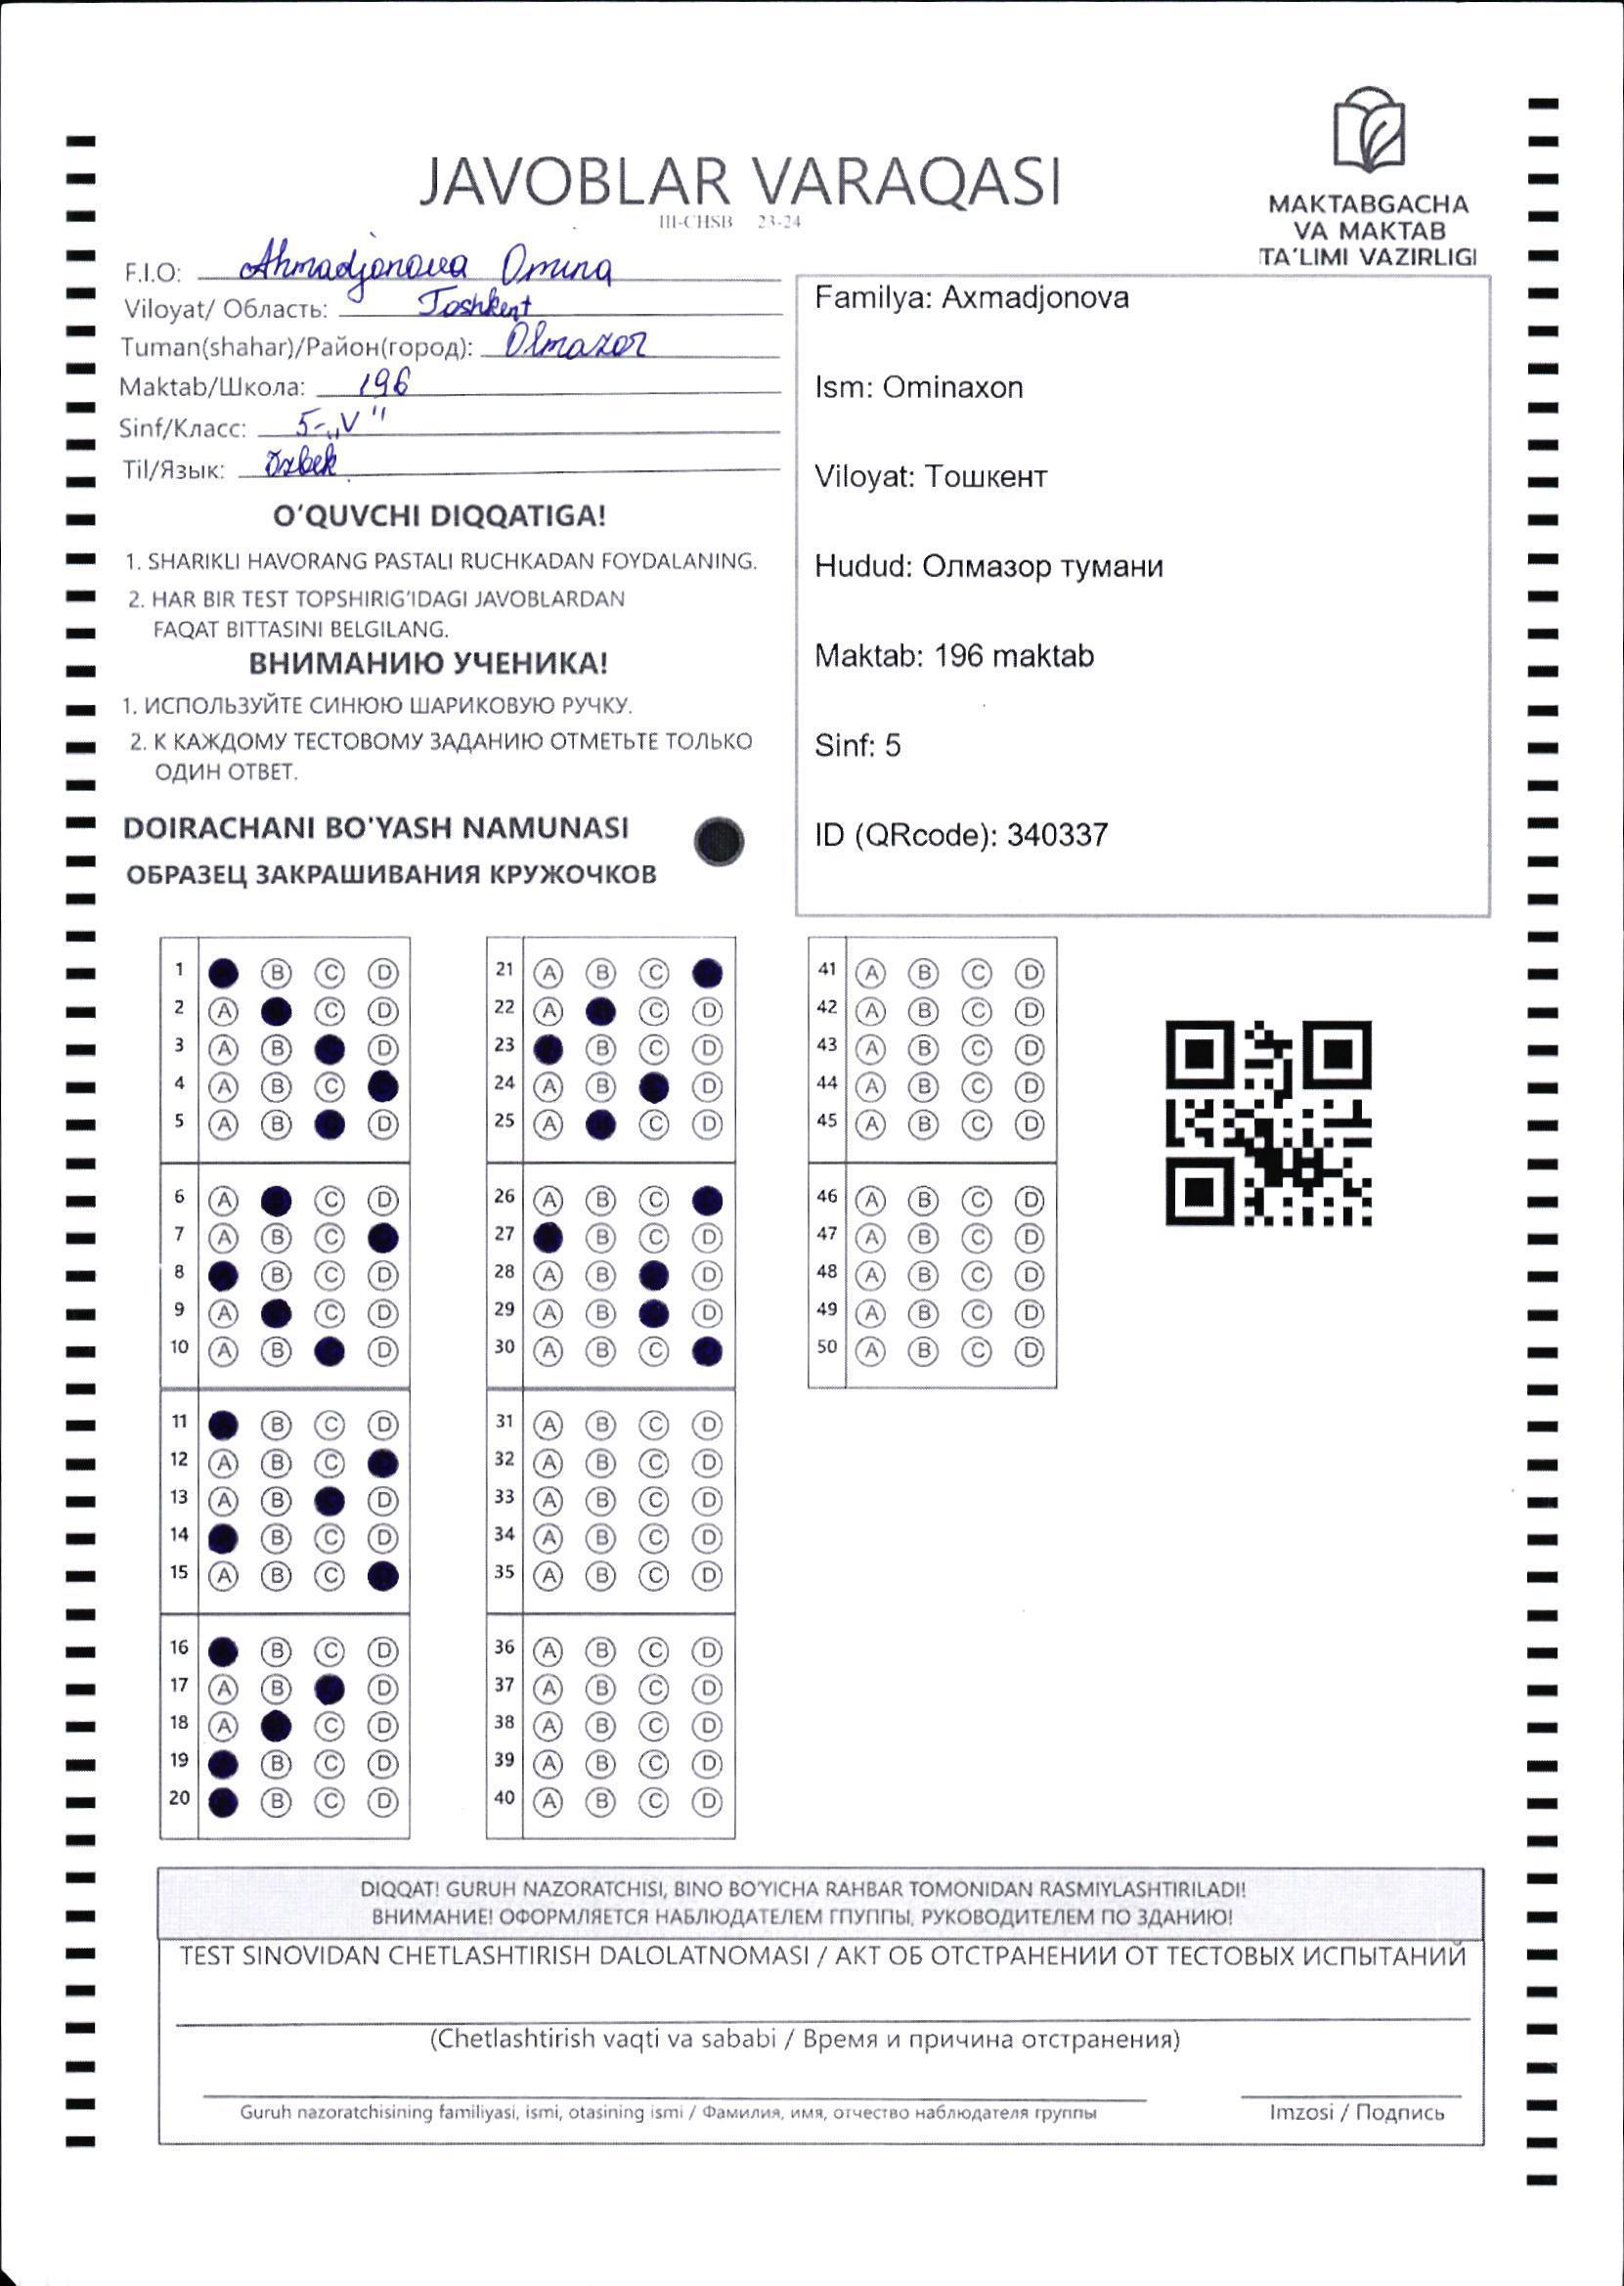 JAVOBLAR VARAQASI
III-CHSB 23-24
MAKTABGACHA
VA MAKTAB
TA'LIMI VAZIRLIGI
F.I.O: Ahmadjonova Omina
Viloyat/ Область: Toshkent
Tuman(shahar)/Район(город): Olmazor
Maktab/Школа: 196
Sinf/Класс: 5-„V"
Til/Язык: Özbek
O'QUVCHI DIQQATIGA!
1. SHARIKLI HAVORANG PASTALI RUCHKADAN FOYDALANING.
2. HAR BIR TEST TOPSHIRIG'IDAGI JAVOBLARDAN
FAQAT BITTASINI BELGILANG.
ВНИМАНИЮ УЧЕНИКА!
1. ИСПОЛЬЗУЙТЕ СИНЮЮ ШАРИКОВУЮ РУЧКУ.
2. К КАЖДОМУ ТЕСТОВОМУ ЗАДАНИЮ ОТМЕТЬТЕ ТОЛЬКО
ОДИН ОТВЕТ.
DOIRACHANI BO'YASH NAMUNASI
ОБРАЗЕЦ ЗАКРАШИВАНИЯ КРУЖОЧКОВ
Familya: Axmadjonova
Ism: Ominaxon
Viloyat: Тошкент
Hudud: Олмазор тумани
Maktab: 196 maktab
Sinf: 5
ID (QRcode): 340337
1 B C D
2 A C D
3 A B D
4 A B C
5 A B D
6 A C D
7 A B C
8 B C D
9 A C D
10 A B D
11 B C D
12 A B C
13 A B D
14 B C D
15 A B C
16 B C D
17 A B D
18 A C D
19 B C D
20 B C D
21 A B C
22 A C D
23 B C D
24 A B D
25 A C D
26 A B C
27 B C D
28 A B D
29 A B D
30 A B C
31 A B C D
32 A B C D
33 A B C D
34 A B C D
35 A B C D
36 A B C D
37 A B C D
38 A B C D
39 A B C D
40 A B C D
41 A B C D
42 A B C D
43 A B C D
44 A B C D
45 A B C D
46 A B C D
47 A B C D
48 A B C D
49 A B C D
50 A B C D
DIQQAT! GURUH NAZORATCHISI, BINO BO'YICHA RAHBAR TOMONIDAN RASMIYLASHTIRILADI!
ВНИМАНИЕ! ОФОРМЛЯЕТСЯ НАБЛЮДАТЕЛЕМ ГПУППЫ, РУКОВОДИТЕЛЕМ ПО ЗДАНИЮ!
TEST SINOVIDAN CHETLASHTIRISH DALOLATNOMASI / АКТ ОБ ОТСТРАНЕНИИ ОТ ТЕСТОВЫХ ИСПЫТАНИЙ
(Chetlashtirish vaqti va sababi / Время и причина отстранения)
Guruh nazoratchisining familiyasi, ismi, otasining ismi / Фамилия, имя, отчество наблюдателя группы
Imzosi / Подпись